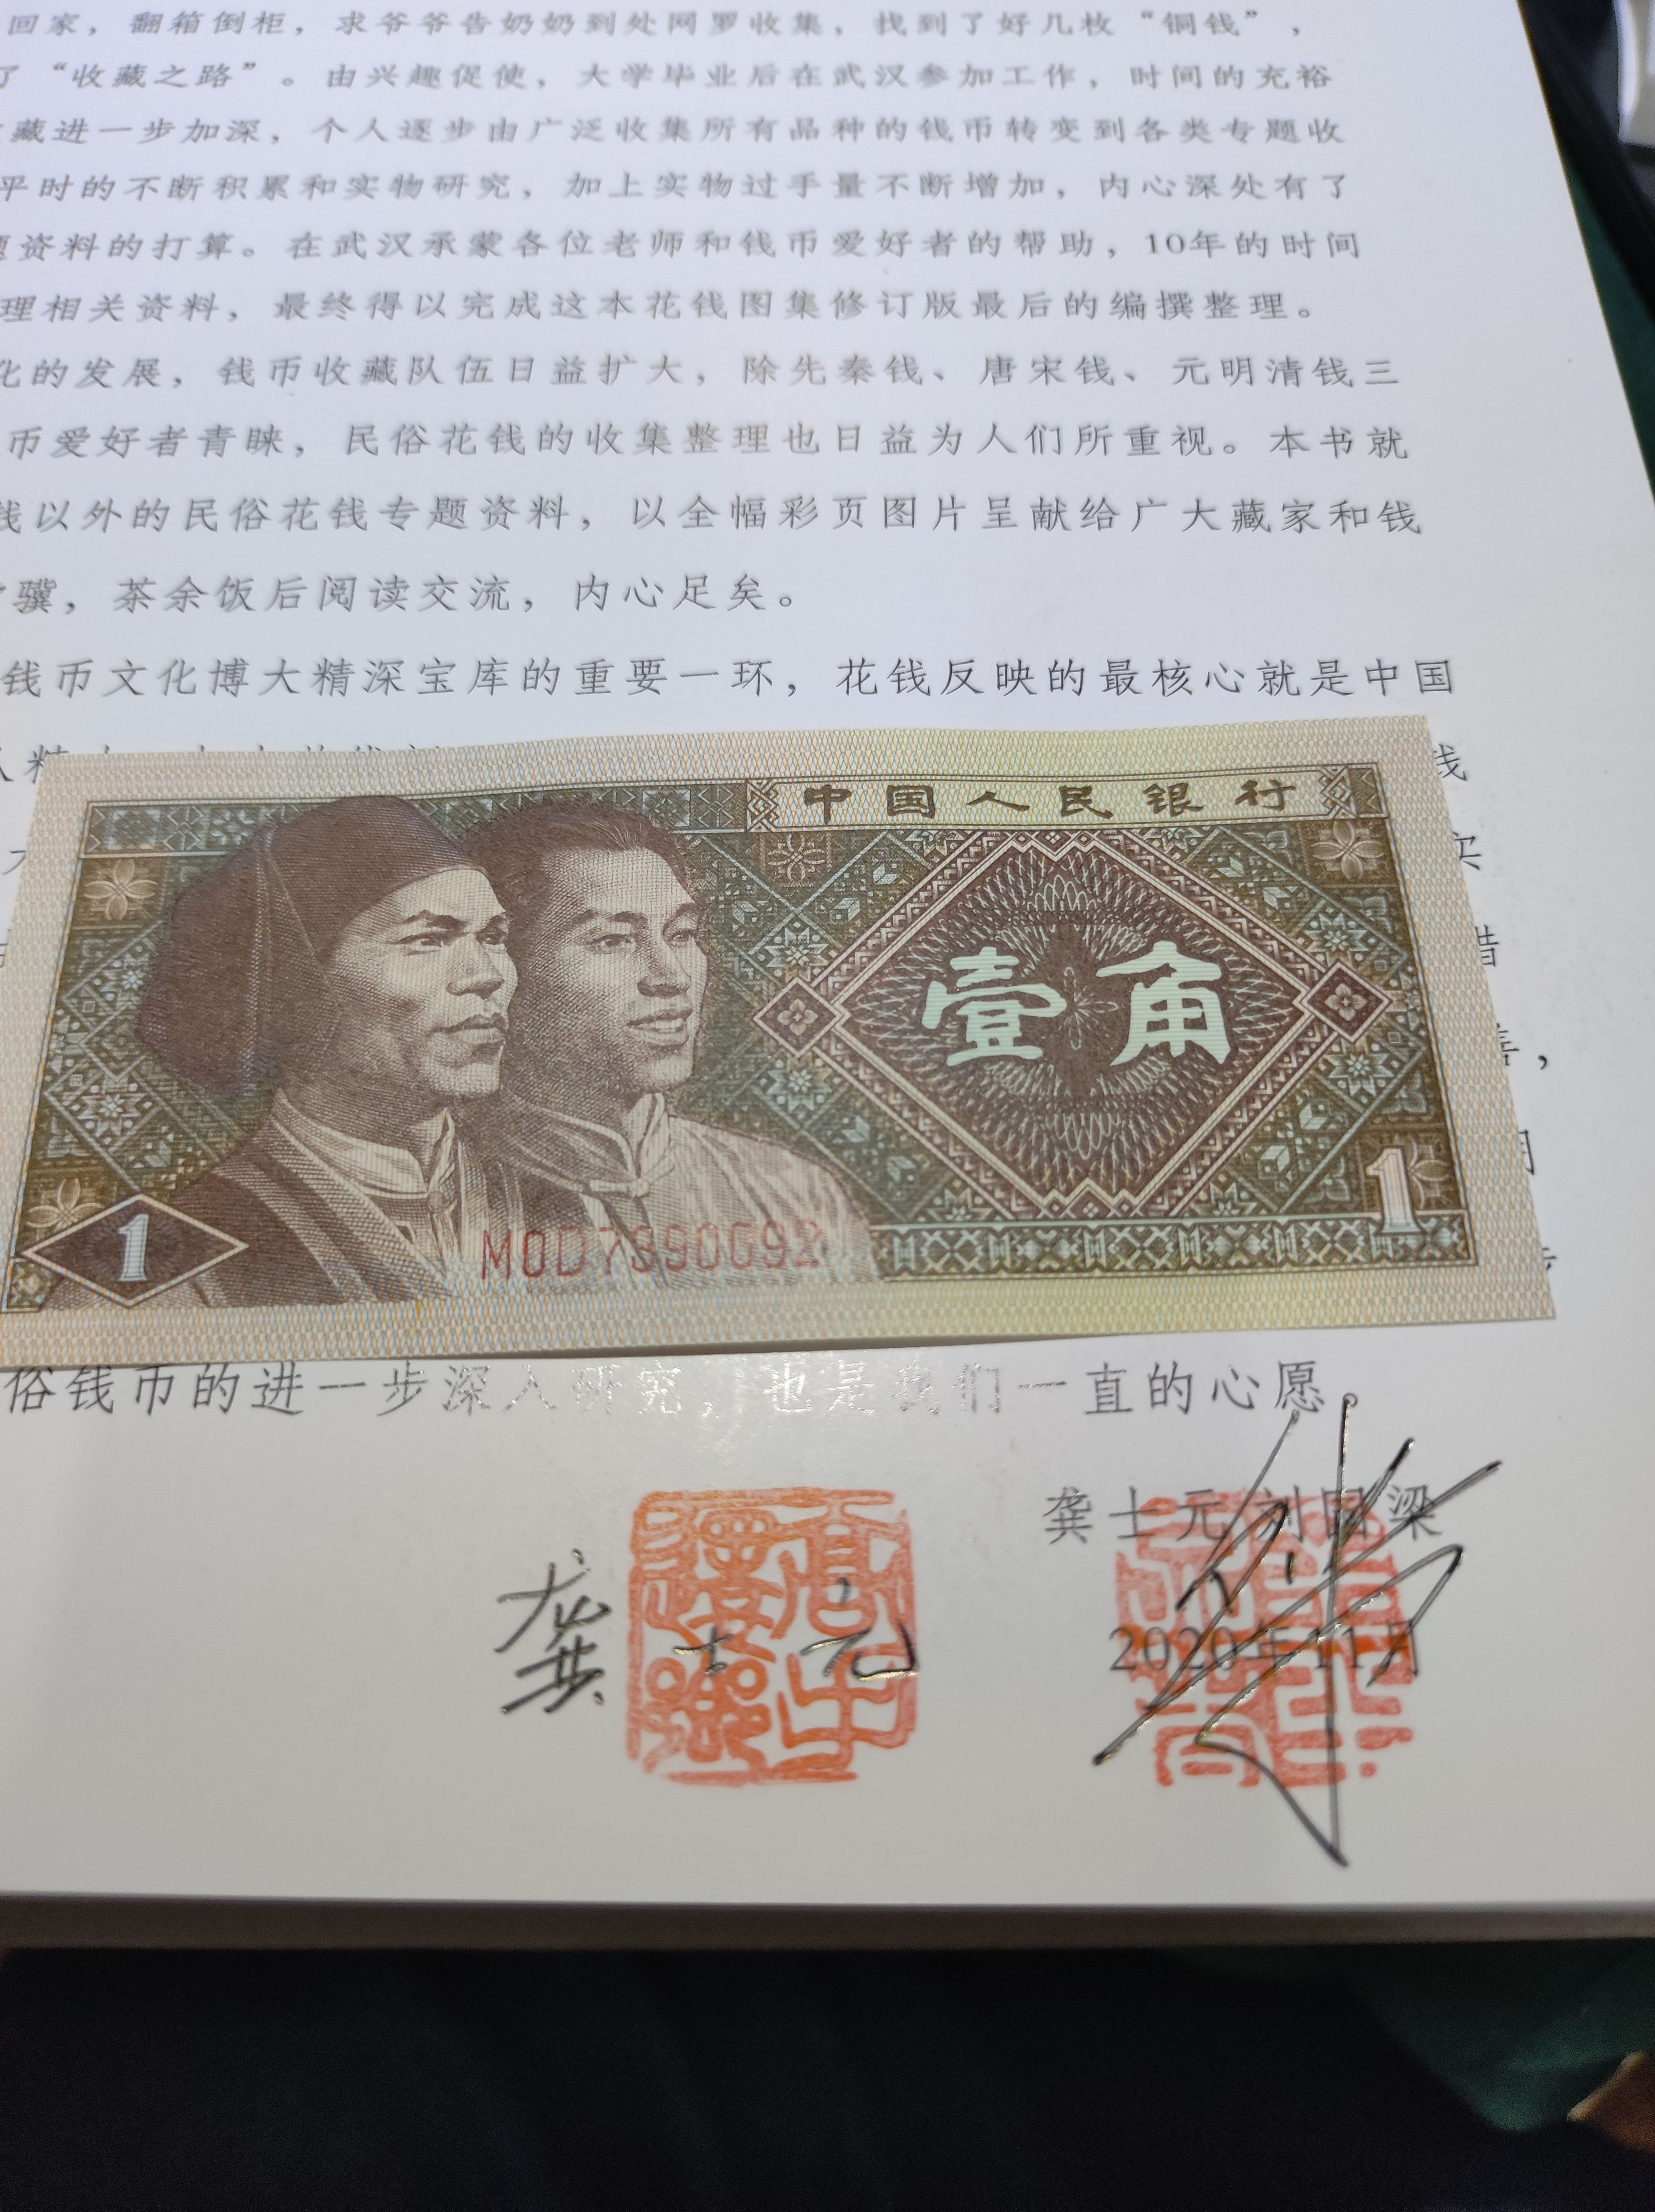 回家，翻箱倒柜，求爷爷告奶奶到处网罗收集，找到了好几枚“铜钱”，
了“收藏之路”。由兴趣促使，大学毕业后在武汉参加工作，时间的充裕
藏进一步加深，个人逐步由广泛收集所有品种的钱币转变到各类专题收
平时的不断积累和实物研究，加上实物过手量不断增加，内心深处有了
资料的打算。在武汉承蒙各位老师和钱币爱好者的帮助，10年的时间
理相关资料，最终得以完成这本花钱图集修订版最后的编撰整理。
化的发展，钱币收藏队伍日益扩大，除先秦钱、唐宋钱、元明清钱三
币爱好者青睐，民俗花钱的收集整理也日益为人们所重视。本书就
钱以外的民俗花钱专题资料，以全幅彩页图片呈献给广大藏家和钱
骥，茶余饭后阅读交流，内心足矣。
钱币文化博大精深宝库的重要一环，花钱反映的最核心就是中国
中国人民银行
壹角
1
1
M0D7990692
俗钱币的进一步深入研究，也是我们一直的心愿。
龚士元 刘国梁
2020年11月
龚士元